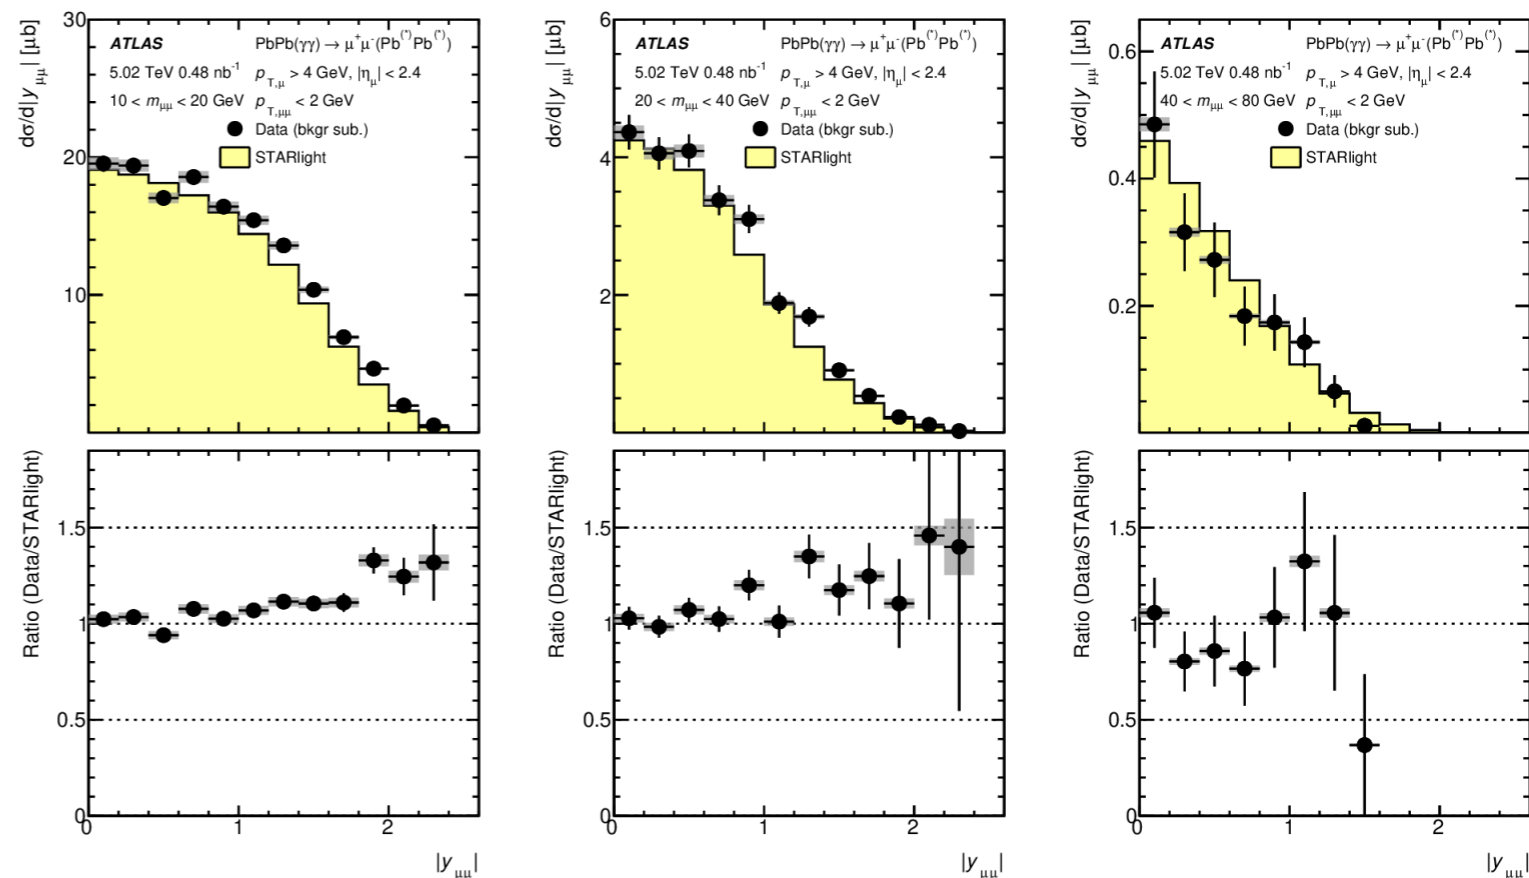 dσ/d|y_μμ| [μb]
30
20
10
ATLAS PbPb(γγ) → μ⁺μ⁻(Pb⁽*⁾Pb⁽*⁾)
5.02 TeV 0.48 nb⁻¹ p_T,μ > 4 GeV, |η_μ| < 2.4
10 < m_μμ < 20 GeV p_T,μμ < 2 GeV
Data (bkgr sub.)
STARlight
Ratio (Data/STARlight)
1.5
1
0.5
0
0 1 2
|y_μμ|
dσ/d|y_μμ| [μb]
6
4
2
ATLAS PbPb(γγ) → μ⁺μ⁻(Pb⁽*⁾Pb⁽*⁾)
5.02 TeV 0.48 nb⁻¹ p_T,μ > 4 GeV, |η_μ| < 2.4
20 < m_μμ < 40 GeV p_T,μμ < 2 GeV
Data (bkgr sub.)
STARlight
Ratio (Data/STARlight)
1.5
1
0.5
0
0 1 2
|y_μμ|
dσ/d|y_μμ| [μb]
0.6
0.4
0.2
ATLAS PbPb(γγ) → μ⁺μ⁻(Pb⁽*⁾Pb⁽*⁾)
5.02 TeV 0.48 nb⁻¹ p_T,μ > 4 GeV, |η_μ| < 2.4
40 < m_μμ < 80 GeV p_T,μμ < 2 GeV
Data (bkgr sub.)
STARlight
Ratio (Data/STARlight)
1.5
1
0.5
0
0 1 2
|y_μμ|